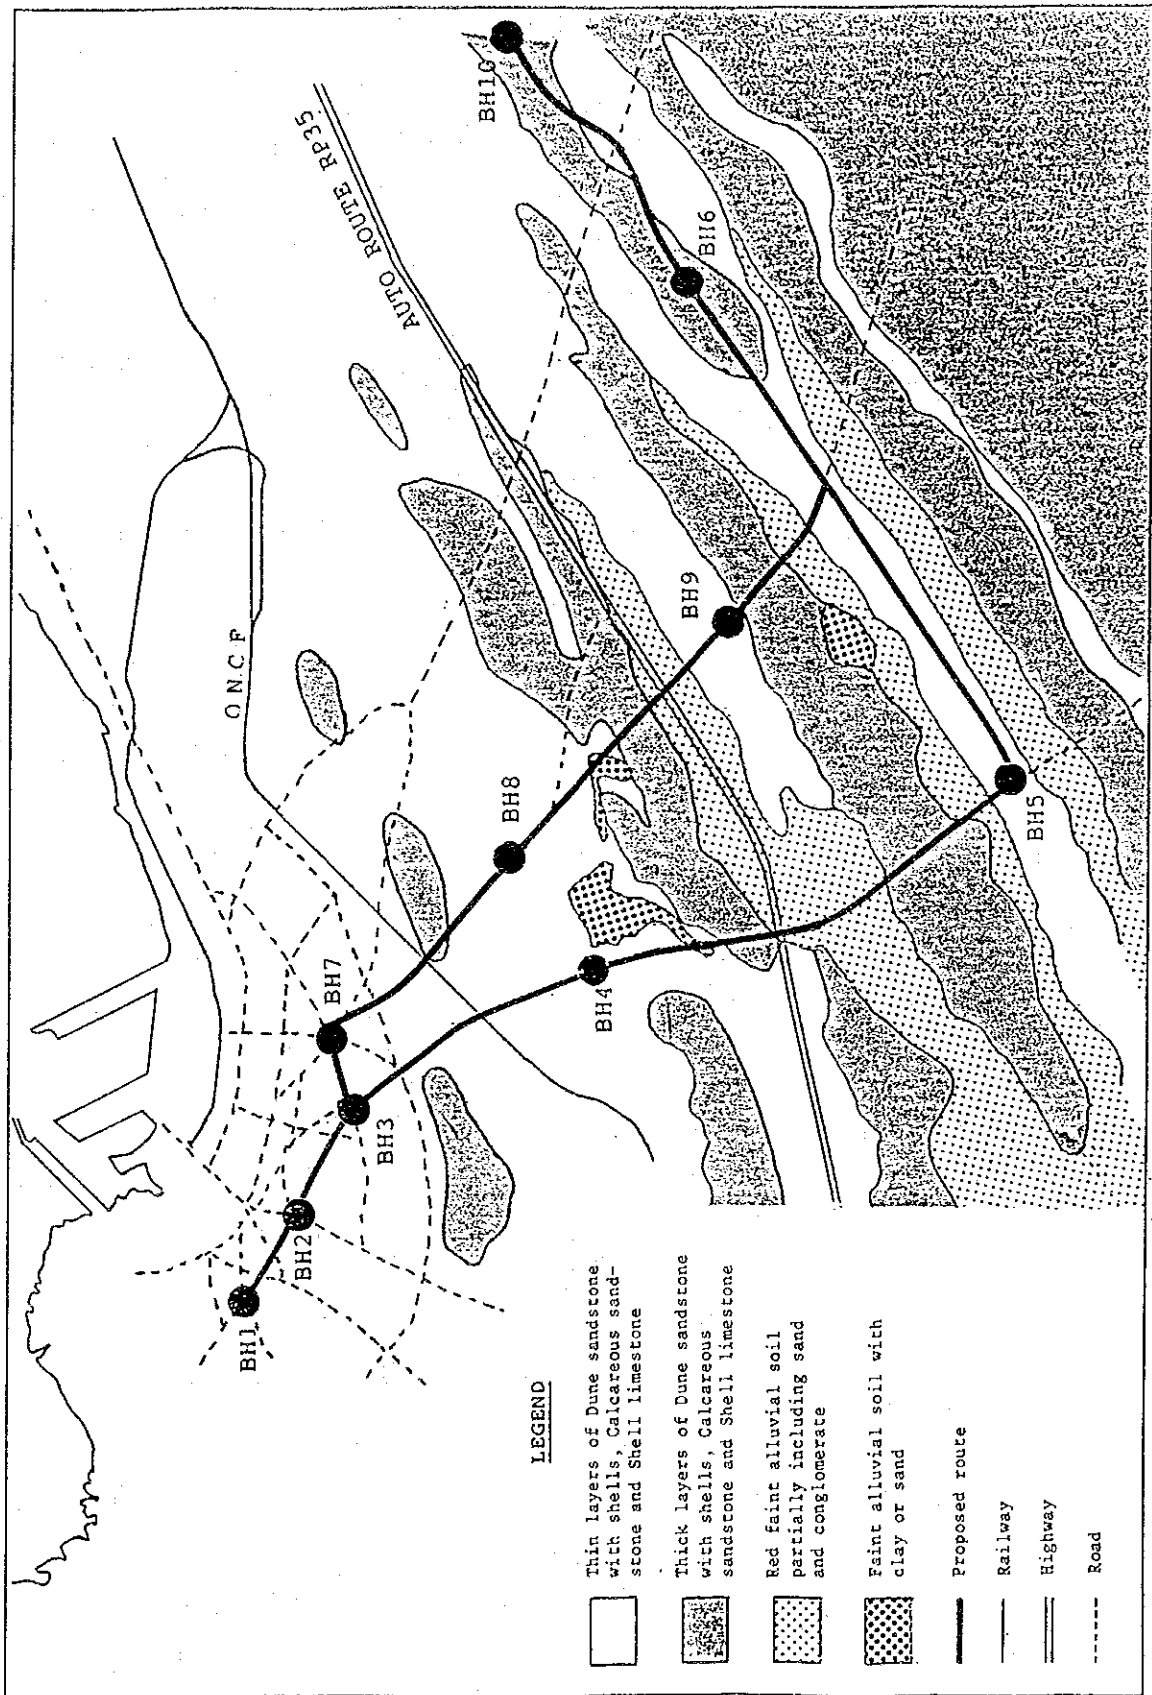 BH10
AUTO ROUTE RP35
BH6
O N C F
BH9
BH8
BH7
BH5
BH4
BH3
BH2
BH1
LEGEND
Thin layers of Dune sandstone
with shells, Calcareous sand-
stone and Shell limestone
Thick layers of Dune sandstone
with shells, Calcareous
sandstone and Shell limestone
Red faint alluvial soil
partially including sand
and conglomerate
Faint alluvial soil with
clay or sand
Proposed route
Railway
Highway
Road